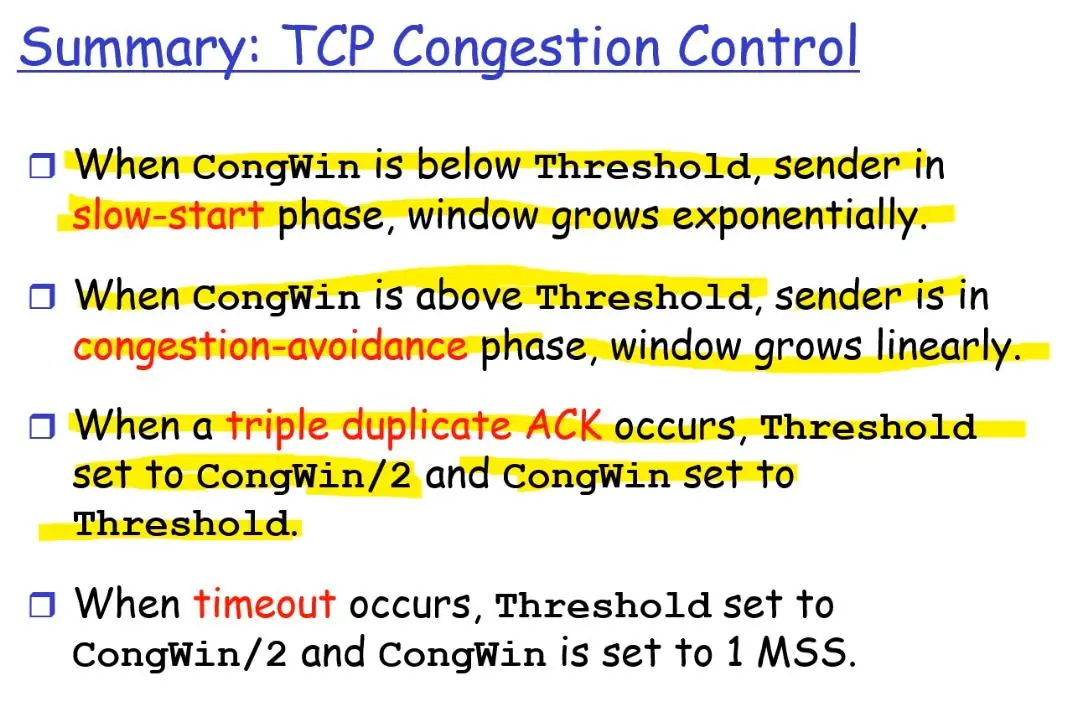 Summary: TCP Congestion Control
When CongWin is below Threshold, sender in
slow-start phase, window grows exponentially.
When CongWin is above Threshold, sender is in
congestion-avoidance phase, window grows linearly.
When a triple duplicate ACK occurs, Threshold
set to CongWin/2 and CongWin set to
Threshold.
When timeout occurs, Threshold set to
CongWin/2 and CongWin is set to 1 MSS.